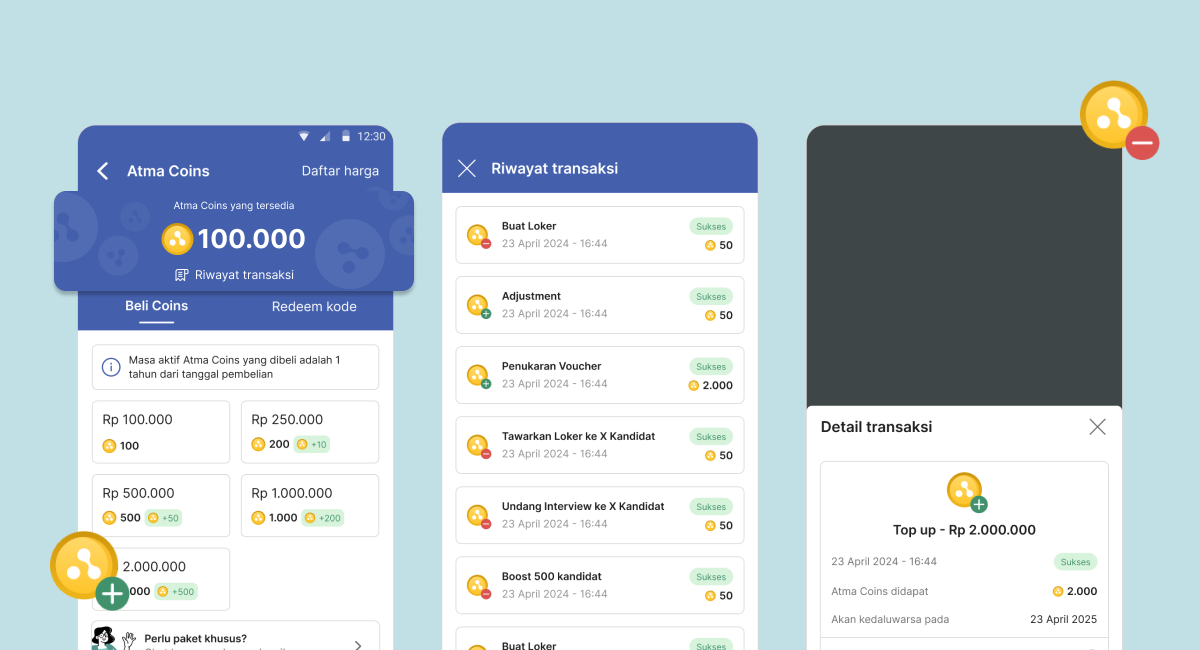 12:30
Atma Coins
Daftar harga
Atma Coins yang tersedia
100.000
Riwayat transaksi
Beli Coins
Redeem kode
Masa aktif Atma Coins yang dibeli adalah 1
tahun dari tanggal pembelian
Rp 100.000
100
Rp 250.000
200 +10
Rp 500.000
500 +50
Rp 1.000.000
1.000 +200
2.000.000
000 +500
Perlu paket khusus?
Riwayat transaksi
Buat Loker
Sukses
23 April 2024 - 16:44
50
Adjustment
Sukses
23 April 2024 - 16:44
50
Penukaran Voucher
Sukses
23 April 2024 - 16:44
2.000
Tawarkan Loker ke X Kandidat
Sukses
23 April 2024 - 16:44
50
Undang Interview ke X Kandidat
Sukses
23 April 2024 - 16:44
50
Boost 500 kandidat
Sukses
23 April 2024 - 16:44
50
Buat Loker
Sukses
Detail transaksi
Top up - Rp 2.000.000
23 April 2024 - 16:44
Sukses
Atma Coins didapat
2.000
Akan kedaluwarsa pada
23 April 2025